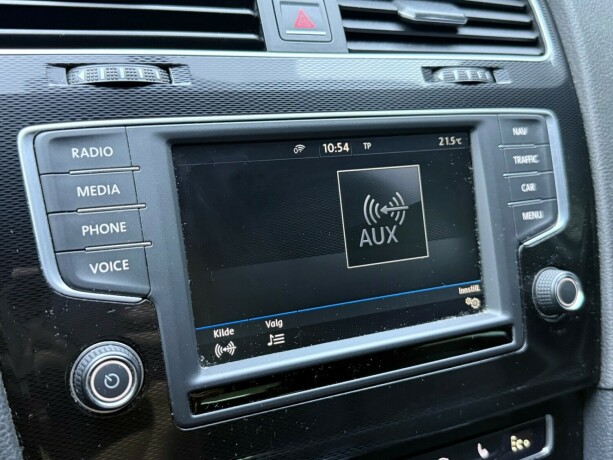 RADIO
MEDIA
PHONE
VOICE
10:54 TP 21.5°C
AUX
Innstill.
Kilde Valg
NAV
TRAFFIC
CAR
MENU